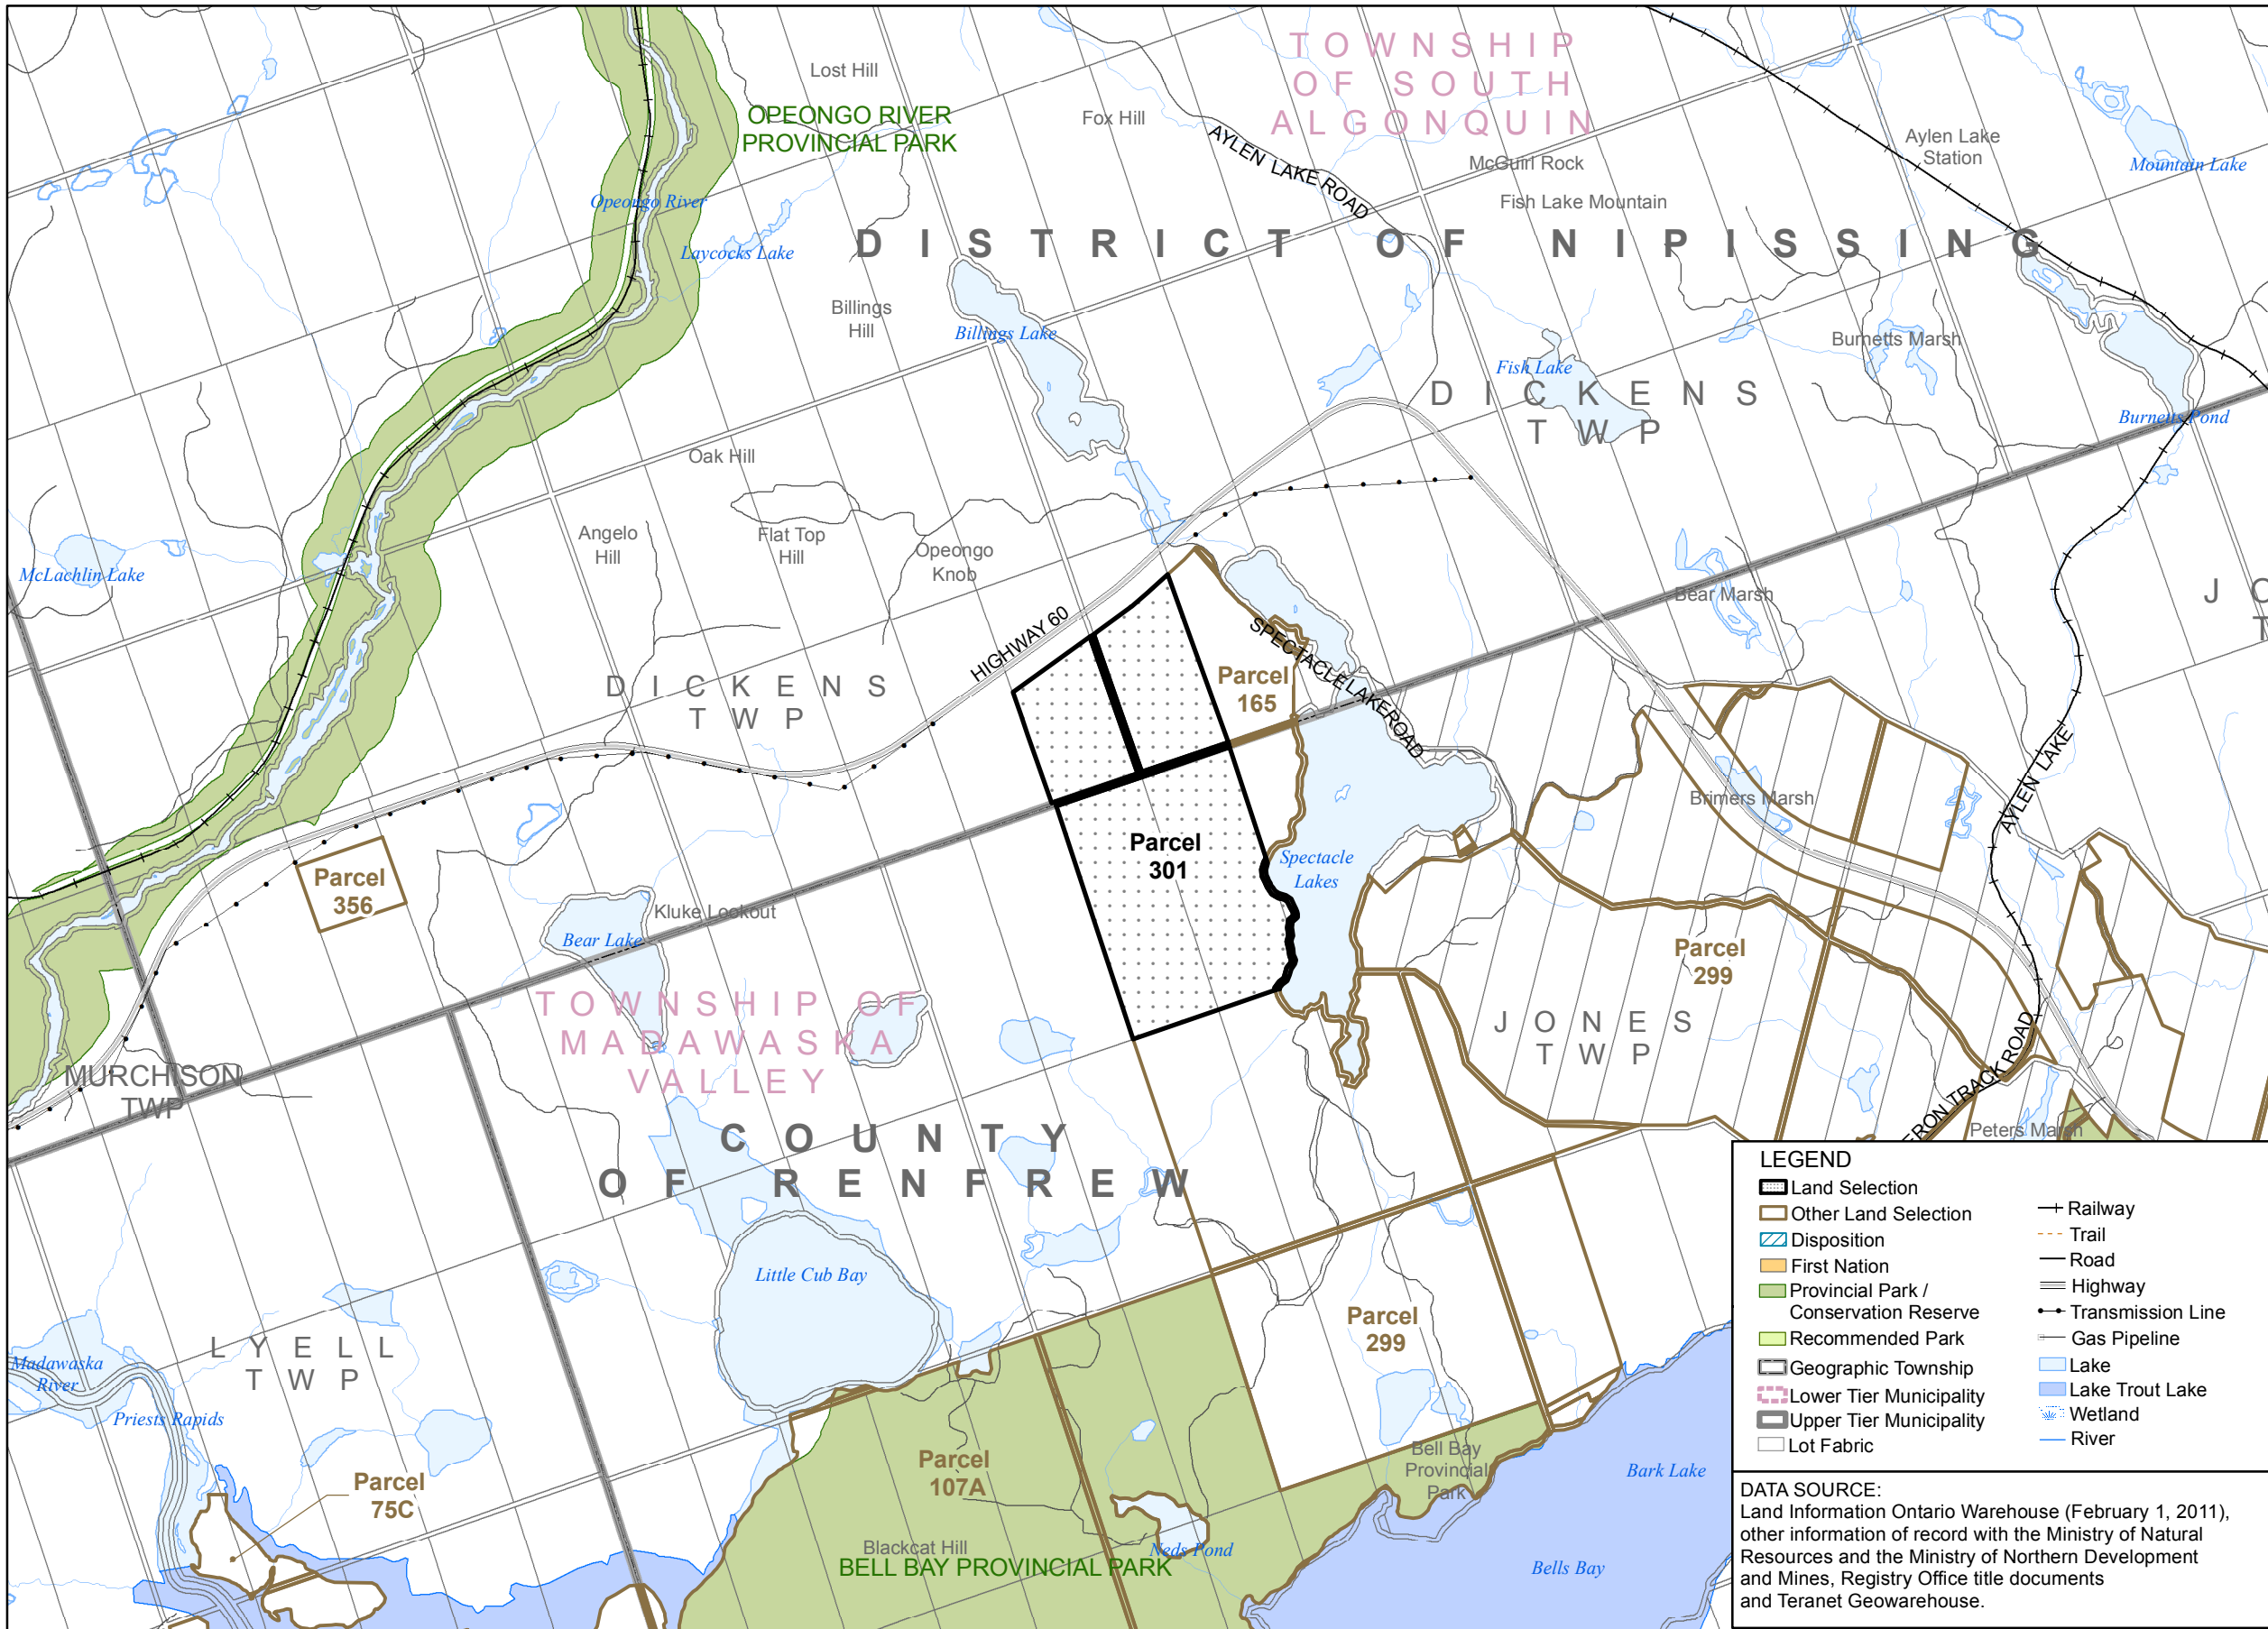 TOWNSHIP
OF SOUTH
ALGONQUIN
Lost Hill
OPEONGO RIVER
PROVINCIAL PARK
Fox Hill
AYLEN LAKE ROAD
McGuirl Rock
Aylen Lake
Station
Mountain Lake
Fish Lake Mountain
Opeongo River
Laycocks Lake
DISTRICT OF NIPISSING
Billings
Hill
Billings Lake
Burnetts Marsh
Fish Lake
DICKENS
TWP
Burnetts Pond
Oak Hill
Angelo
Hill
Flat Top
Hill
Opeongo
Knob
McLachlin Lake
Bear Marsh
J O
T
HIGHWAY 60
SPECTACLE LAKE ROAD
Parcel
165
DICKENS
TWP
AYLEN LAKE
Brimers Marsh
Parcel
301
Spectacle
Lakes
Parcel
356
Kluke Lookout
Bear Lake
Parcel
299
TOWNSHIP OF
MADAWASKA
VALLEY
JONES
TWP
MURCHISON
TWP
ERON TRACK ROAD
Peters Marsh
COUNTY
OF RENFREW
Little Cub Bay
Parcel
299
LYELL
TWP
Madawaska
River
Priests Rapids
Parcel
75C
Parcel
107A
Bell Bay
Provincial
Park
Bark Lake
Blackcat Hill
BELL BAY PROVINCIAL PARK
Neds Pond
Bells Bay
LEGEND
Land Selection
Other Land Selection
Disposition
First Nation
Provincial Park /
Conservation Reserve
Recommended Park
Geographic Township
Lower Tier Municipality
Upper Tier Municipality
Lot Fabric
Railway
Trail
Road
Highway
Transmission Line
Gas Pipeline
Lake
Lake Trout Lake
Wetland
River
DATA SOURCE:
Land Information Ontario Warehouse (February 1, 2011),
other information of record with the Ministry of Natural
Resources and the Ministry of Northern Development
and Mines, Registry Office title documents
and Teranet Geowarehouse.